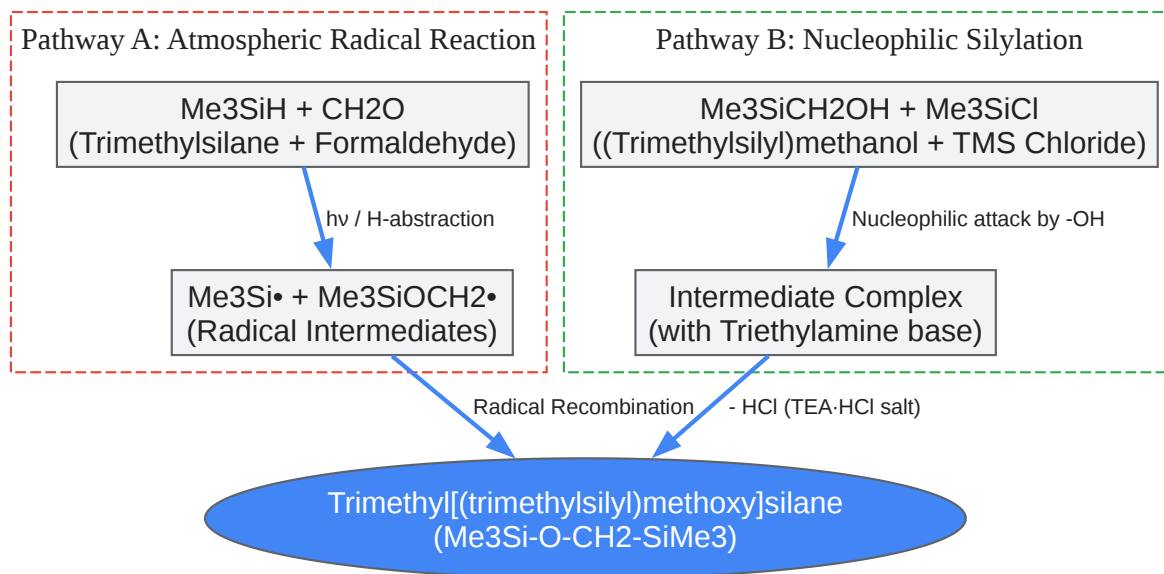 Pathway A: Atmospheric Radical Reaction
Me3SiH + CH2O
(Trimethylsilane + Formaldehyde)
hν / H-abstraction
Me3Si• + Me3SiOCH2•
(Radical Intermediates)
Radical Recombination
Pathway B: Nucleophilic Silylation
Me3SiCH2OH + Me3SiCl
((Trimethylsilyl)methanol + TMS Chloride)
Nucleophilic attack by -OH
Intermediate Complex
(with Triethylamine base)
- HCl (TEA·HCl salt)
Trimethyl[(trimethylsilyl)methoxy]silane
(Me3Si-O-CH2-SiMe3)